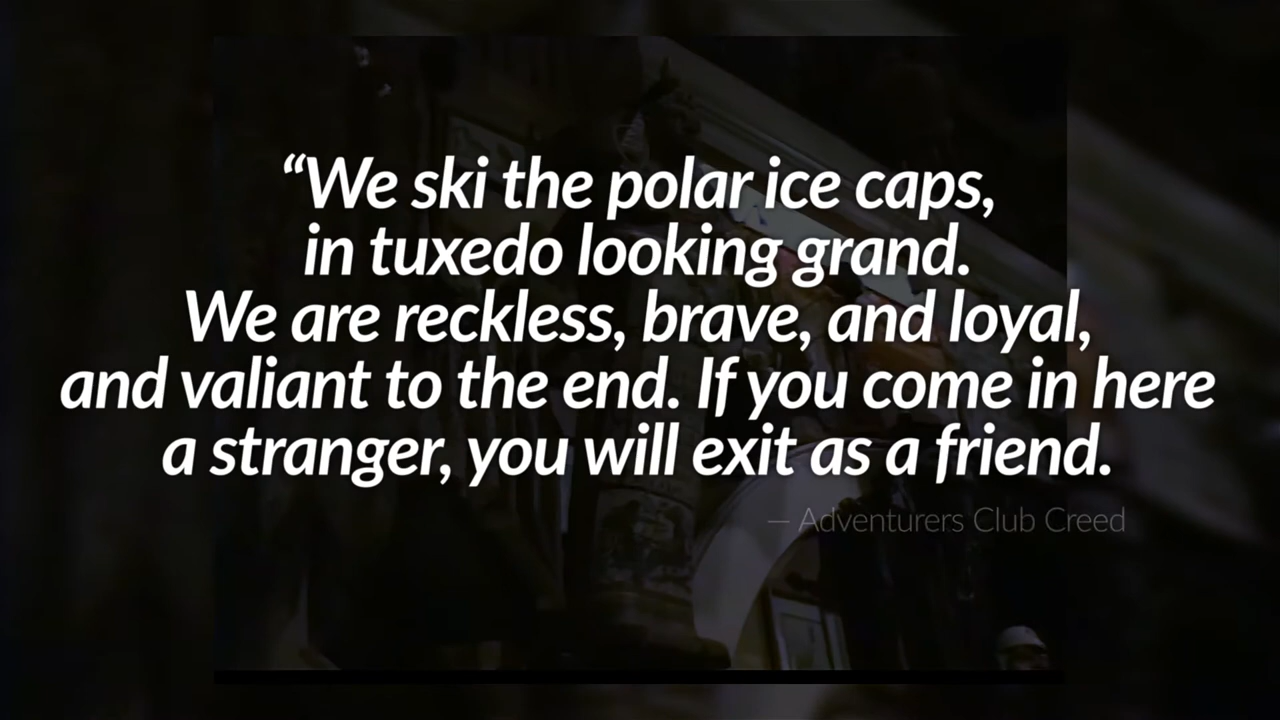 “We ski the polar ice caps,
in tuxedo looking grand.
We are reckless, brave, and loyal,
and valiant to the end. If you come in here
a stranger, you will exit as a friend.
— Adventurers Club Creed